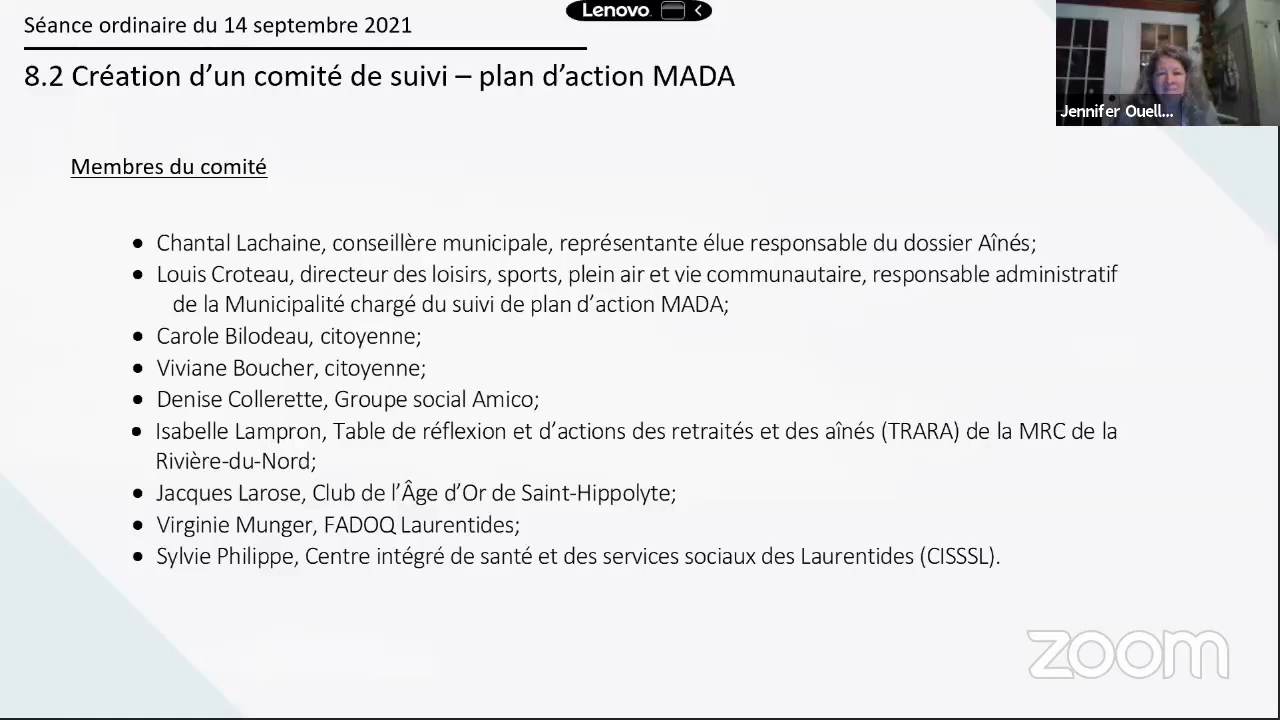 Séance ordinaire du 14 septembre 2021
Lenovo
8.2 Création d’un comité de suivi – plan d’action MADA
Jennifer Ouell...
Membres du comité
• Chantal Lachaine, conseillère municipale, représentante élue responsable du dossier Aînés;
• Louis Croteau, directeur des loisirs, sports, plein air et vie communautaire, responsable administratif
de la Municipalité chargé du suivi de plan d’action MADA;
• Carole Bilodeau, citoyenne;
• Viviane Boucher, citoyenne;
• Denise Collerette, Groupe social Amico;
• Isabelle Lampron, Table de réflexion et d’actions des retraités et des aînés (TRARA) de la MRC de la
Rivière-du-Nord;
• Jacques Larose, Club de l’Âge d’Or de Saint-Hippolyte;
• Virginie Munger, FADOQ Laurentides;
• Sylvie Philippe, Centre intégré de santé et des services sociaux des Laurentides (CISSSL).
zoom